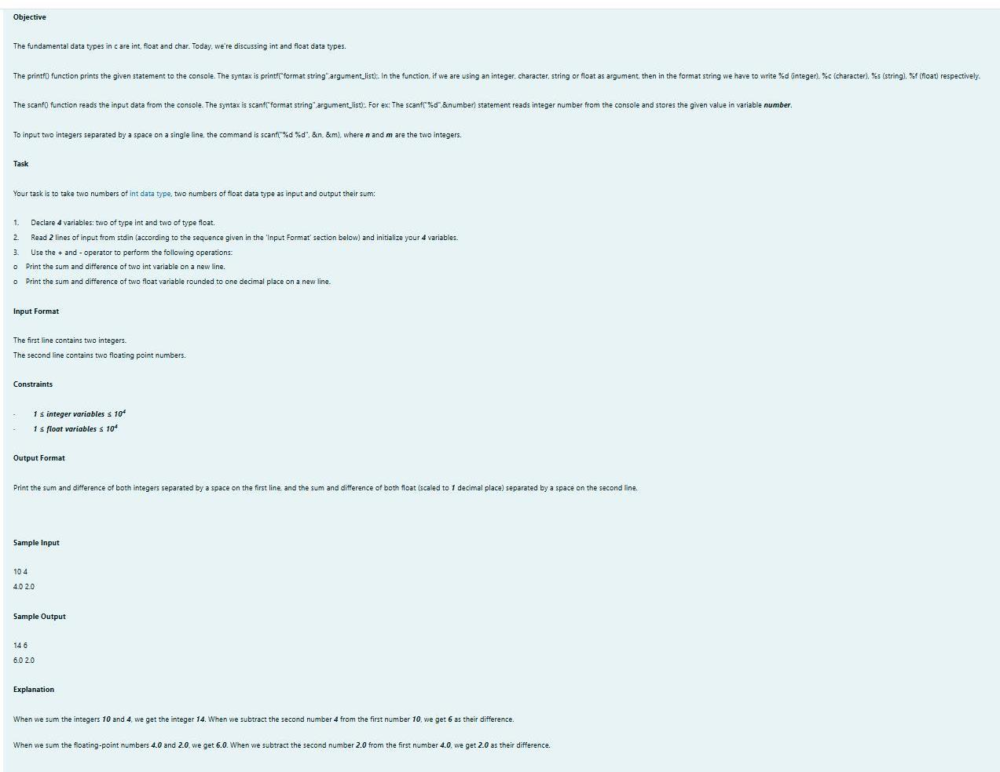 Objective
The fundamental data types in c are int, float and char. Today, we're discussing int and float data types.
The printf() function prints the given statement to the console. The syntax is printf("format string",argument_list);. In the function, if we are using an integer, character, string or float as argument, then in the format string we have to write %d (integer), %c (character), %s (string), %f (float) respectively.
The scanf() function reads the input data from the console. The syntax is scanf("format string",argument_list);. For ex: The scanf("%d",&number) statement reads integer number from the console and stores the given value in variable number.
To input two integers separated by a space on a single line, the command is scanf("%d %d", &n, &m), where n and m are the two integers.
Task
Your task is to take two numbers of int data type, two numbers of float data type as input and output their sum:
1. Declare 4 variables: two of type int and two of type float.
2. Read 2 lines of input from stdin (according to the sequence given in the 'Input Format' section below) and initialize your 4 variables.
3. Use the + and - operator to perform the following operations:
o Print the sum and difference of two int variable on a new line.
o Print the sum and difference of two float variable rounded to one decimal place on a new line.
Input Format
The first line contains two integers.
The second line contains two floating point numbers.
Constraints
- 1 ≤ integer variables ≤ 10⁴
- 1 ≤ float variables ≤ 10⁴
Output Format
Print the sum and difference of both integers separated by a space on the first line, and the sum and difference of both float (scaled to 1 decimal place) separated by a space on the second line.
Sample Input
10 4
4.0 2.0
Sample Output
14 6
6.0 2.0
Explanation
When we sum the integers 10 and 4, we get the integer 14. When we subtract the second number 4 from the first number 10, we get 6 as their difference.
When we sum the floating-point numbers 4.0 and 2.0, we get 6.0. When we subtract the second number 2.0 from the first number 4.0, we get 2.0 as their difference.